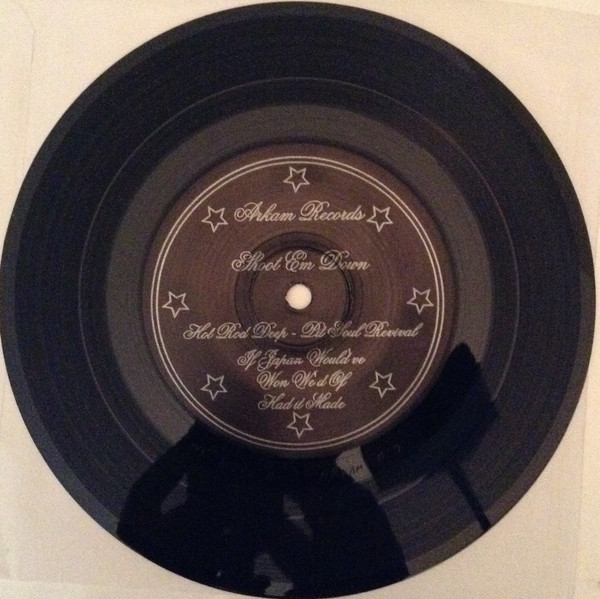 Arkam Records
Shoot Em Down
Hot Rod Deep - Pit Soul Revival
If Japan Would've
Won We'd Of
Had it Made